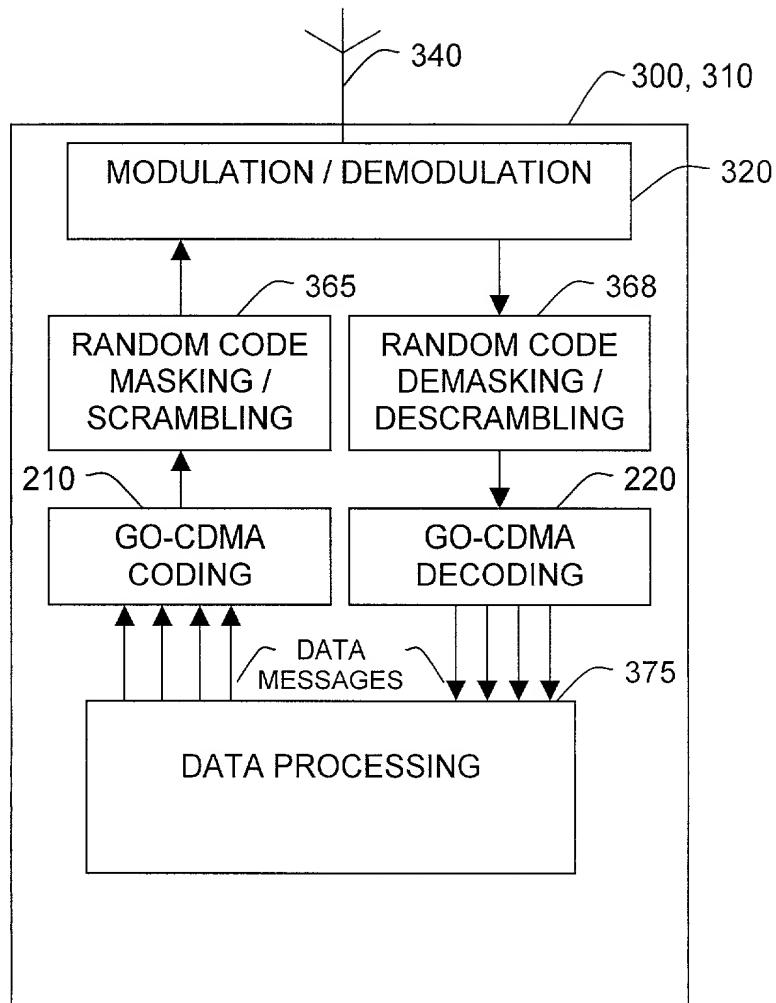 340
300, 310
MODULATION / DEMODULATION
320
365
368
RANDOM CODE
MASKING /
SCRAMBLING
RANDOM CODE
DEMASKING /
DESCRAMBLING
210
220
GO-CDMA
CODING
GO-CDMA
DECODING
DATA
MESSAGES
375
DATA PROCESSING